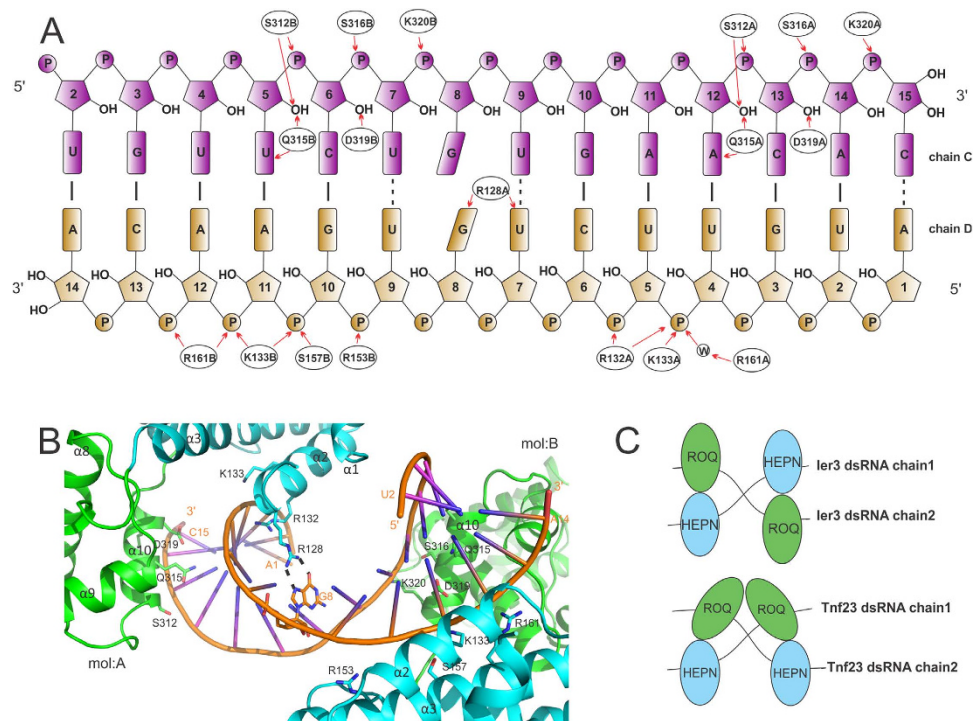 A
S312B S316B K320B S312A S316A K320A
P P P P P P P P P P P P P P
5' 2 3 4 5 6 7 8 9 10 11 12 13 14 15 3'
OH
OH OH OH OH OH OH OH OH OH OH OH OH OH OH
Q315B D319B Q315A D319A
U G U U C U G U G A A C A C chain C
R128A
A C A A G U G U C U U G U A chain D
HO HO HO HO HO HO HO HO HO HO HO HO HO HO
3' 14 13 12 11 10 9 8 7 6 5 4 3 2 1 5'
HO
P P P P P P P P P P P P P
W
R161B K133B S157B R153B R132A K133A R161A
B
α8 α3 α2 α1 mol:B
K133
R132
3' U2 3'
C15 5' α10 A14
D319 R128
α10 A1 S316 Q315
Q315 G8 K320 D319
α9
S312 K133 R161
mol:A R153 α2 S157
α3
C
ROQ HEPN Ier3 dsRNA chain1
HEPN ROQ Ier3 dsRNA chain2
ROQ ROQ Tnf23 dsRNA chain1
HEPN HEPN Tnf23 dsRNA chain2